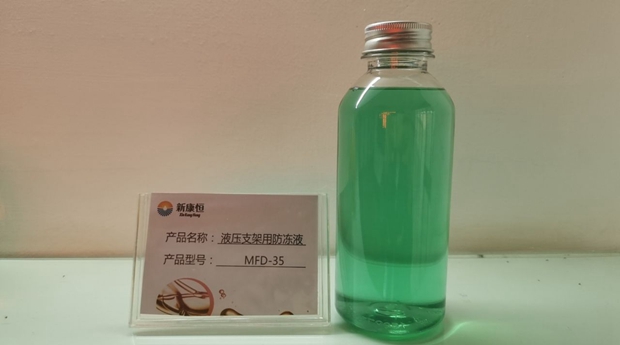 新康恒
产品名称： 液压支架用防冻液
产品型号： MFD-35